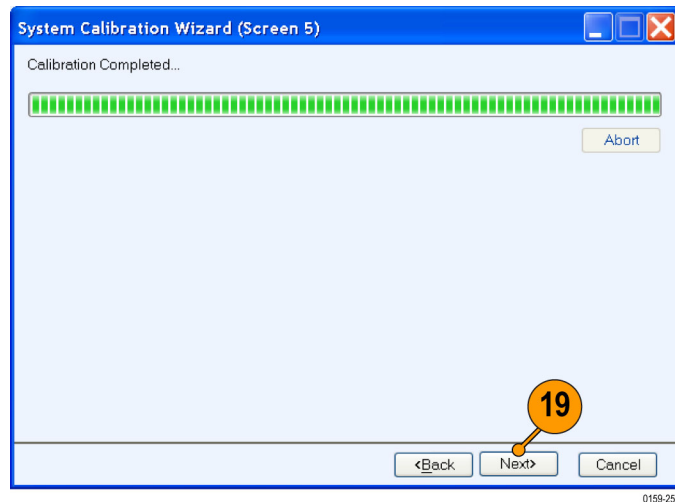 System Calibration Wizard (Screen 5)
Calibration Completed...
Abort
19
<Back Next> Cancel
0159-25